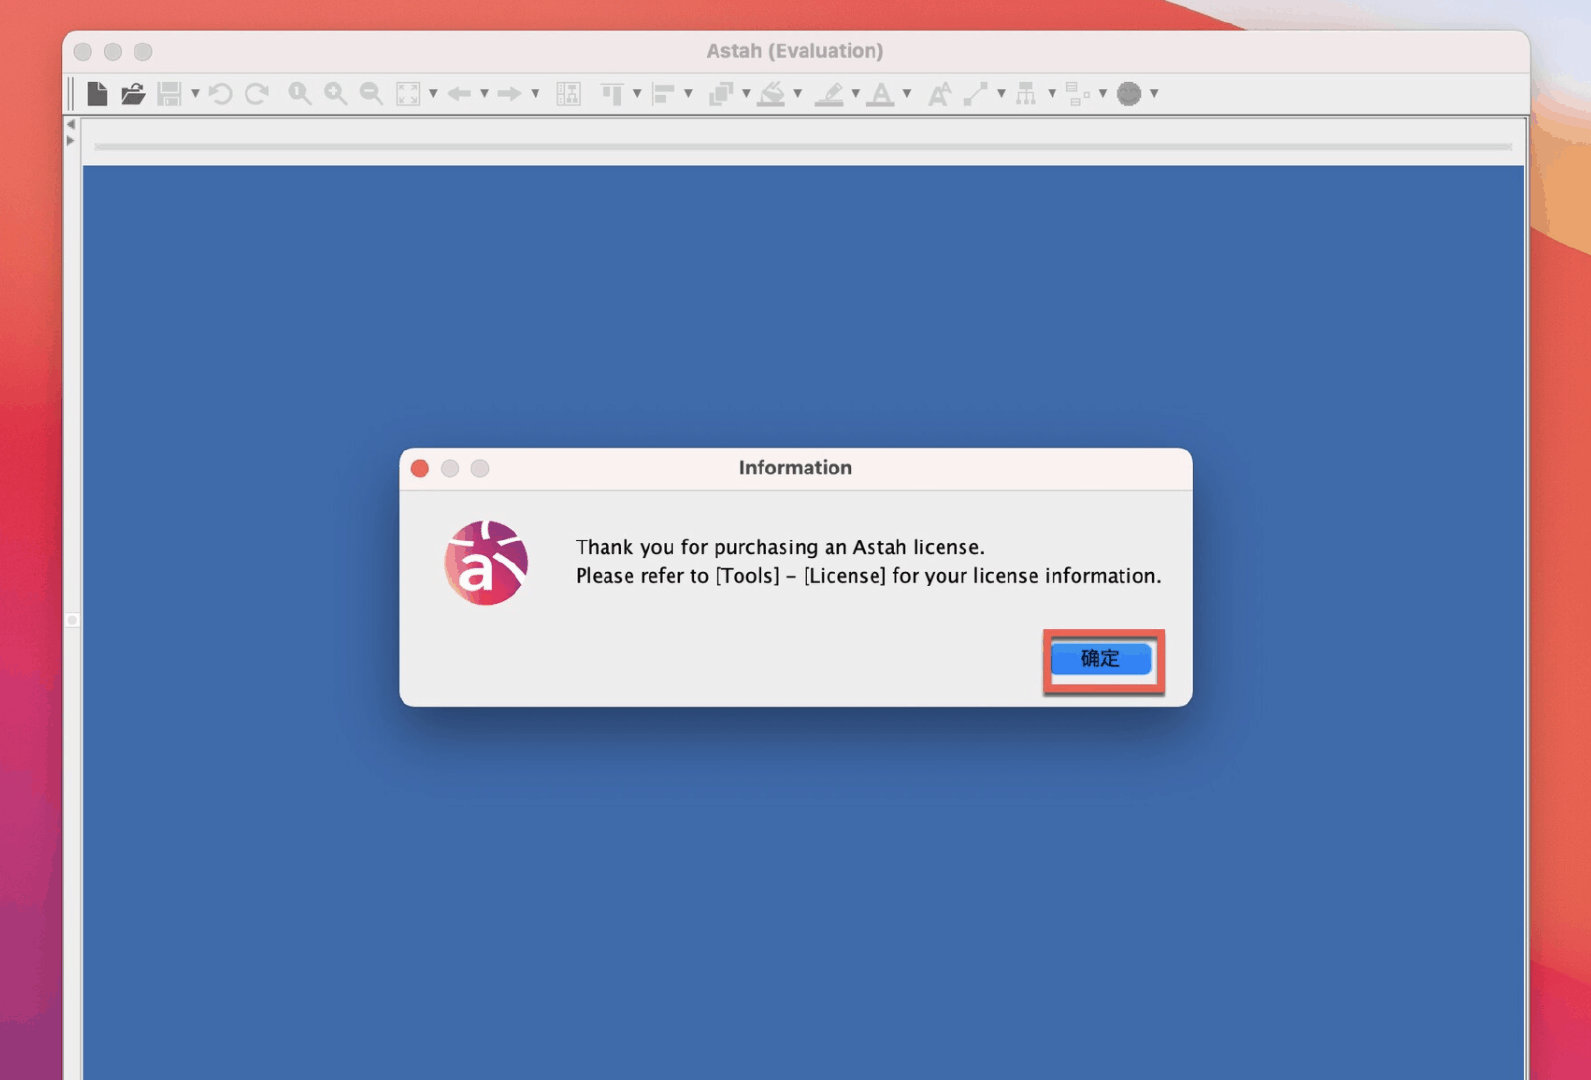 Astah (Evaluation)
Information
Thank you for purchasing an Astah license.
Please refer to [Tools] – [License] for your license information.
确定